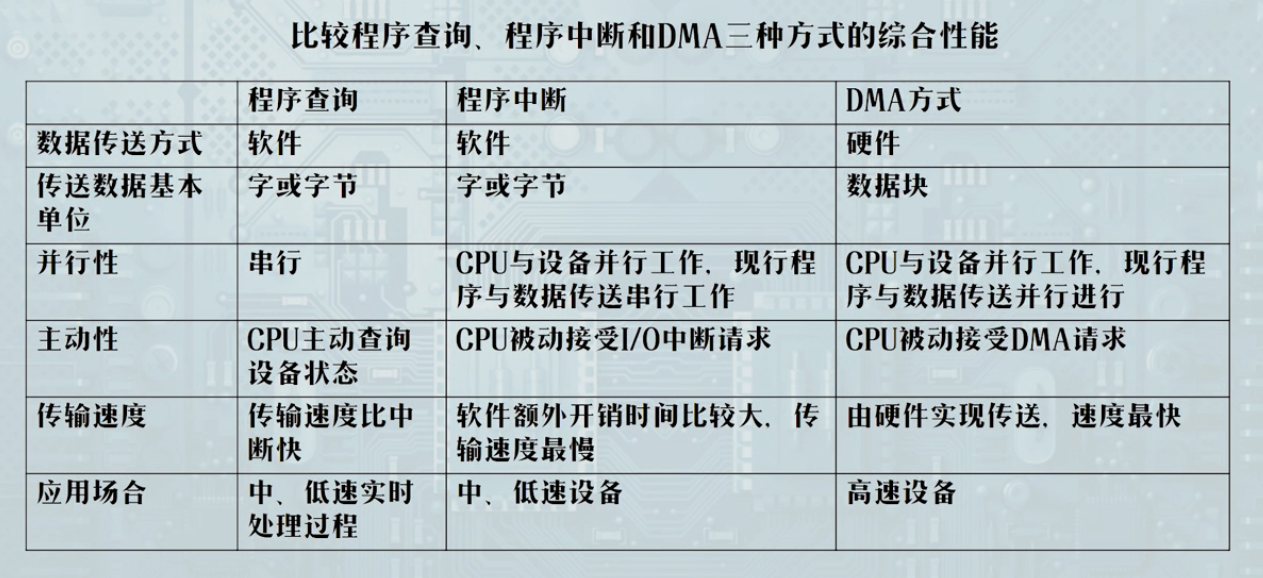 比较程序查询、程序中断和DMA三种方式的综合性能
程序查询 程序中断 DMA方式
数据传送方式 软件 软件 硬件
传送数据基本 字或字节 字或字节 数据块
单位
并行性 串行 CPU与设备并行工作，现行程 CPU与设备并行工作，现行程
序与数据传送串行工作 序与数据传送并行进行
主动性 CPU主动查询 CPU被动接受I/O中断请求 CPU被动接受DMA请求
设备状态
传输速度 传输速度比中 软件额外开销时间比较大，传 由硬件实现传送，速度最快
断快 输速度最慢
应用场合 中、低速实时 中、低速设备 高速设备
处理过程